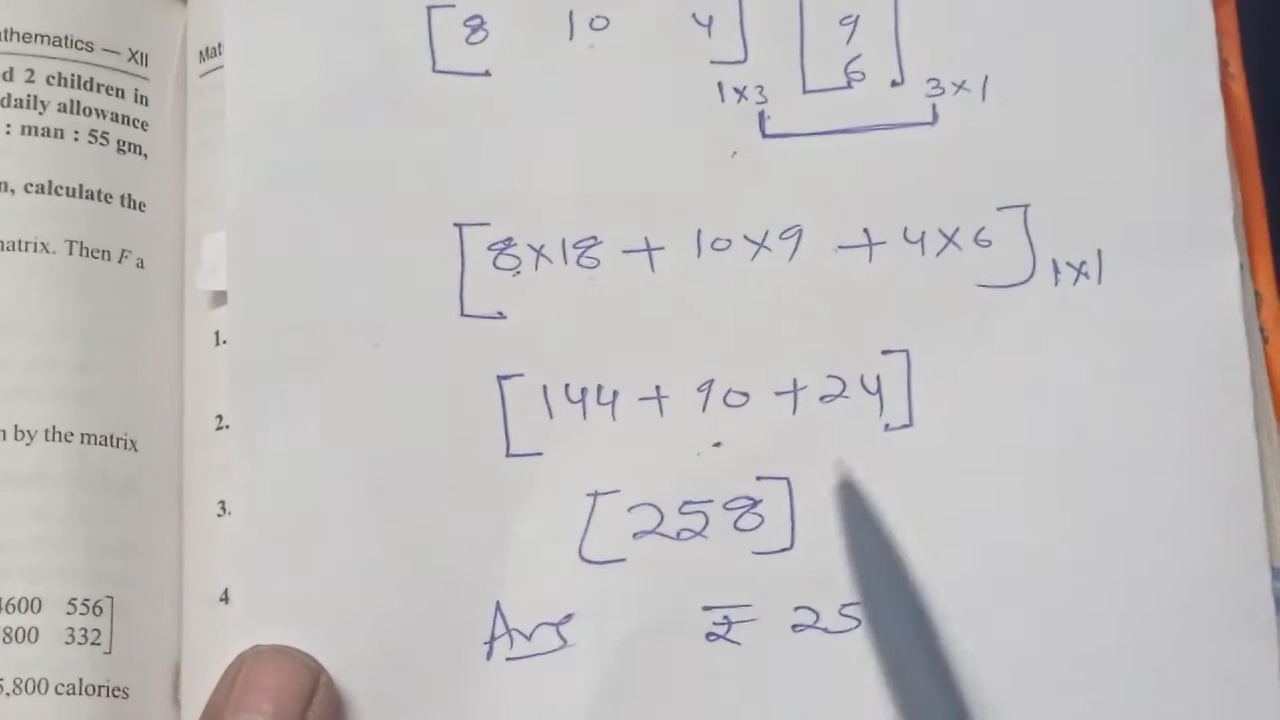 thematics — XII
d 2 children in
daily allowance
: man : 55 gm,
n, calculate the
natrix. Then F a
n by the matrix
4600 556]
800 332]
5,800 calories
Mat
1.
2.
3.
4
[8 10 4]1×3 [9 6]3×1
[8×18 + 10×9 + 4×6]1×1
[144 + 90 + 24]
[258]
Ans ₹ 25